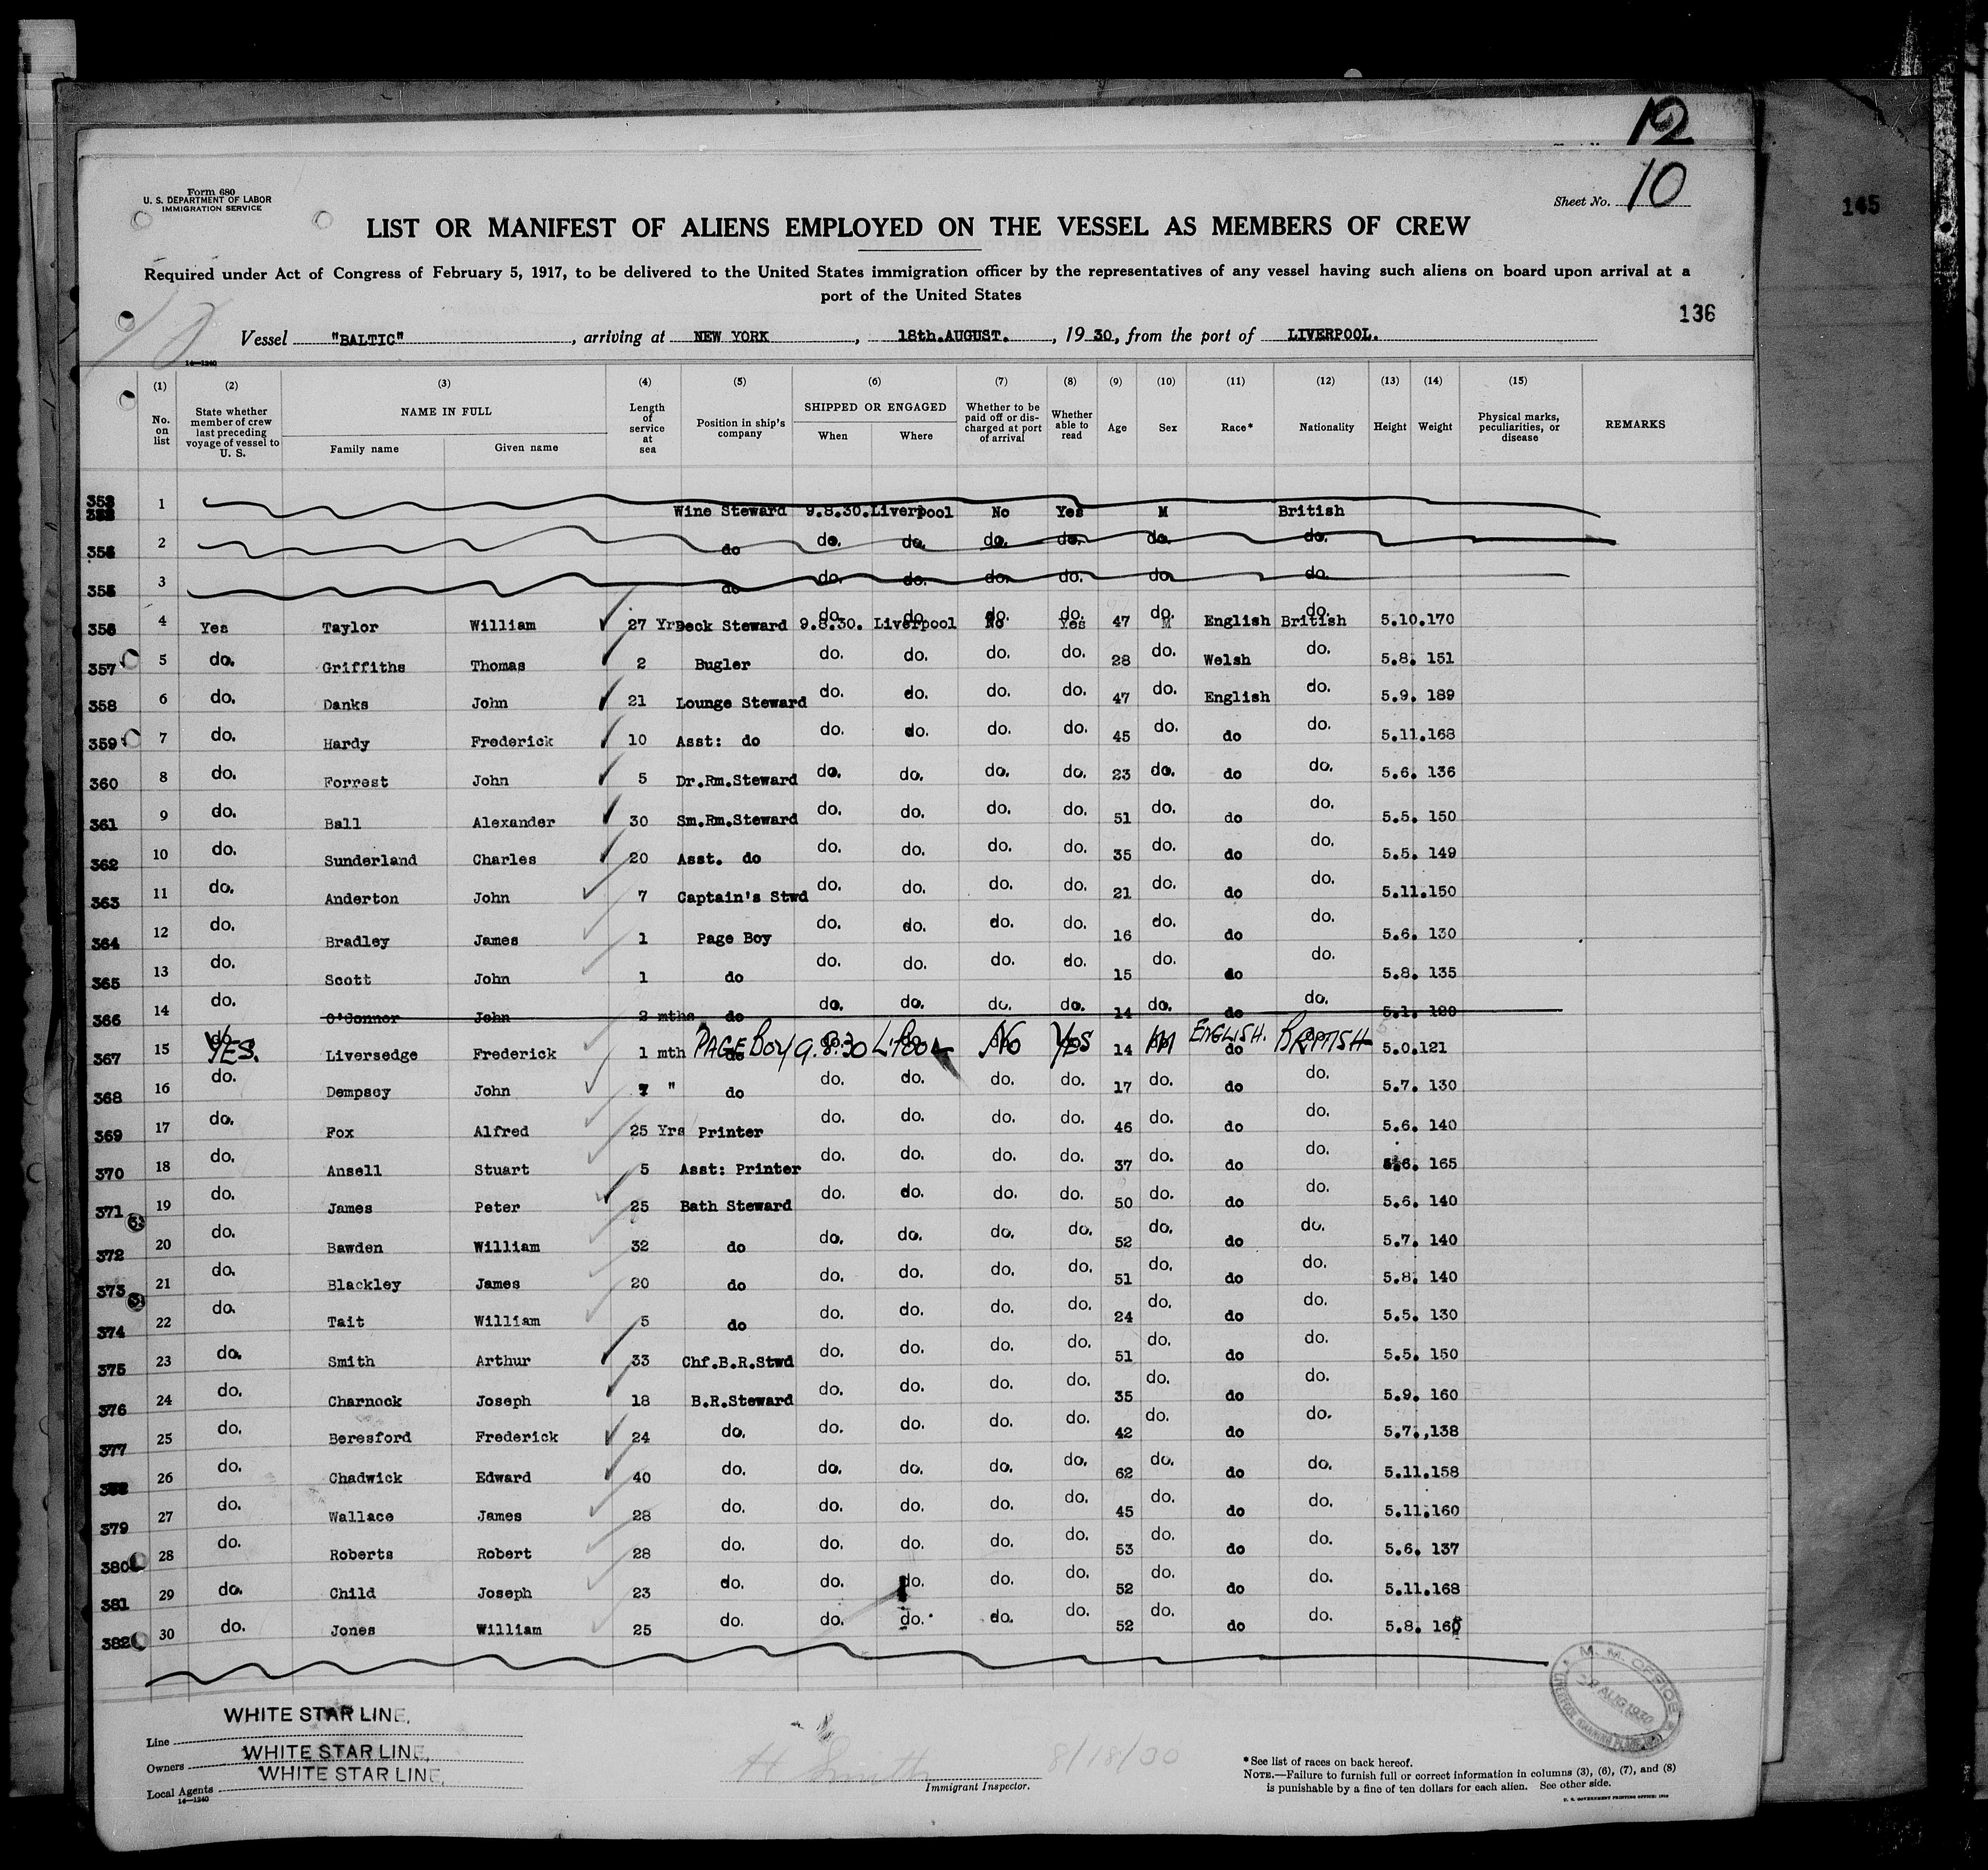 12
Form 680
U. S. DEPARTMENT OF LABOR
IMMIGRATION SERVICE
Sheet No. 10
145
LIST OR MANIFEST OF ALIENS EMPLOYED ON THE VESSEL AS MEMBERS OF CREW
Required under Act of Congress of February 5, 1917, to be delivered to the United States immigration officer by the representatives of any vessel having such aliens on board upon arrival at a
port of the United States
136
Vessel "BALTIC", arriving at NEW YORK, 18th.AUGUST., 19 30, from the port of LIVERPOOL.
14—1240
(1) (2) (3) (4) (5) (6) (7) (8) (9) (10) (11) (12) (13) (14) (15)
No. on list State whether member of crew last preceding voyage of vessel to U. S. NAME IN FULL Family name Given name Length of service at sea Position in ship's company SHIPPED OR ENGAGED When Where Whether to be paid off or discharged at port of arrival Whether able to read Age Sex Race* Nationality Height Weight Physical marks, peculiarities, or disease REMARKS
353 1 Wine Steward 9.8.30. Liverpool No Yes M British
2 do do. do. do. do. do. do.
355 3 do do. do. do. do. do. do.
356 4 Yes Taylor William 27 Yrs Deck Steward 9.8.30. Liverpool No Yes 47 M English British 5.10. 170
357 5 do. Griffiths Thomas 2 Bugler do. do. do. do. 28 do. Welsh do. 5.8. 151
358 6 do. Danks John 21 Lounge Steward do. do. do. do. 47 do. English do. 5.9. 189
359 7 do. Hardy Frederick 10 Asst: do do. do. do. do. 45 do. do do. 5.11. 168
360 8 do. Forrest John 5 Dr.Rm.Steward do. do. do. do. 23 do. do do. 5.6. 136
361 9 do. Ball Alexander 30 Sm.Rm.Steward do. do. do. do. 51 do. do do. 5.5. 150
362 10 do. Sunderland Charles 20 Asst. do do. do. do. do. 35 do. do do. 5.5. 149
363 11 do. Anderton John 7 Captain's Stwd do. do. do. do. 21 do. do do. 5.11. 150
364 12 do. Bradley James 1 Page Boy do. do. do. do. 16 do. do do. 5.6. 130
365 13 do. Scott John 1 do do. do. do. do. 15 do. do do. 5.8. 135
366 14 do. O'Connor John 2 mths do do. do. do. do. 14 do. do do. 5.1.
367 15 YES. Liversedge Frederick 1 mth PAGE BOY 9.8.30 L'POOL NO YES 14 M ENGLISH. BRITISH 5.0. 121
368 16 do. Dempsey John 7 " do do. do. do. do. 17 do. do do. 5.7. 130
369 17 do. Fox Alfred 25 Yrs Printer do. do. do. do. 46 do. do do. 5.6. 140
370 18 do. Ansell Stuart 5 Asst: Printer do. do. do. do. 37 do. do do. 5.6. 165
371 19 do. James Peter 25 Bath Steward do. do. do. do. 50 do. do do. 5.6. 140
372 20 do. Bawden William 32 do do. do. do. do. 52 do. do do. 5.7. 140
373 21 do. Blackley James 20 do do. do. do. do. 51 do. do do. 5.8. 140
374 22 do. Tait William 5 do do. do. do. do. 24 do. do do. 5.5. 130
375 23 do. Smith Arthur 33 Chf.B.R.Stwd do. do. do. do. 51 do. do do. 5.5. 150
376 24 do. Charnock Joseph 18 B.R.Steward do. do. do. do. 35 do. do do. 5.9. 160
377 25 do. Beresford Frederick 24 do. do. do. do. do. 42 do. do do. 5.7. 138
26 do. Chadwick Edward 40 do. do. do. do. do. 62 do. do do. 5.11. 158
379 27 do. Wallace James 28 do. do. do. do. do. 45 do. do do. 5.11. 160
380 28 do. Roberts Robert 28 do. do. do. do. do. 53 do. do do. 5.6. 137
381 29 do. Child Joseph 23 do. do. do. do. do. 52 do. do do. 5.11. 168
382 30 do. Jones William 25 do. do. do. do. do. 52 do. do do. 5.8. 160
Line WHITE STAR LINE.
Owners WHITE STAR LINE.
Local Agents WHITE STAR LINE.
14—1240
H Smith 8/18/30
Immigrant Inspector.
*See list of races on back hereof.
NOTE.—Failure to furnish full or correct information in columns (3), (6), (7), and (8)
is punishable by a fine of ten dollars for each alien. See other side.
U. S. GOVERNMENT PRINTING OFFICE:
M. M. OFFICE
AUG 1930